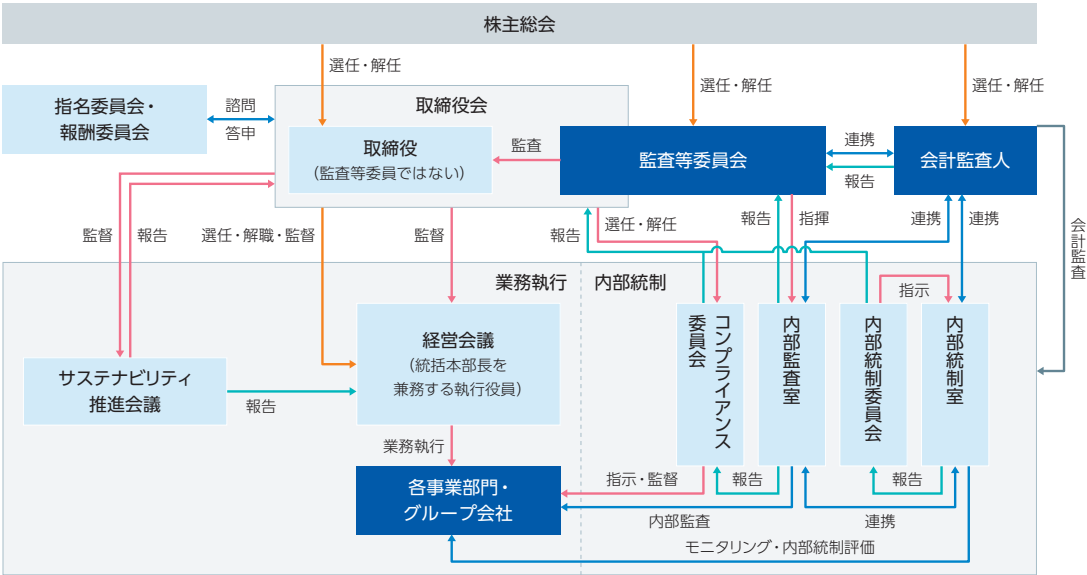 株主総会
選任・解任
選任・解任
選任・解任
指名委員会・
報酬委員会
諮問
答申
取締役会
取締役
（監査等委員ではない）
監査
監査等委員会
連携
報告
会計監査人
監督
報告
選任・解職・監督
監督
報告
選任・解任
報告
指揮
連携
連携
会計監査
業務執行
内部統制
指示
経営会議
（統括本部長を
兼務する執行役員）
サステナビリティ
推進会議
報告
コンプライアンス
委員会
内部監査室
内部統制委員会
内部統制室
業務執行
各事業部門・
グループ会社
指示・監督
報告
報告
内部監査
連携
モニタリング・内部統制評価